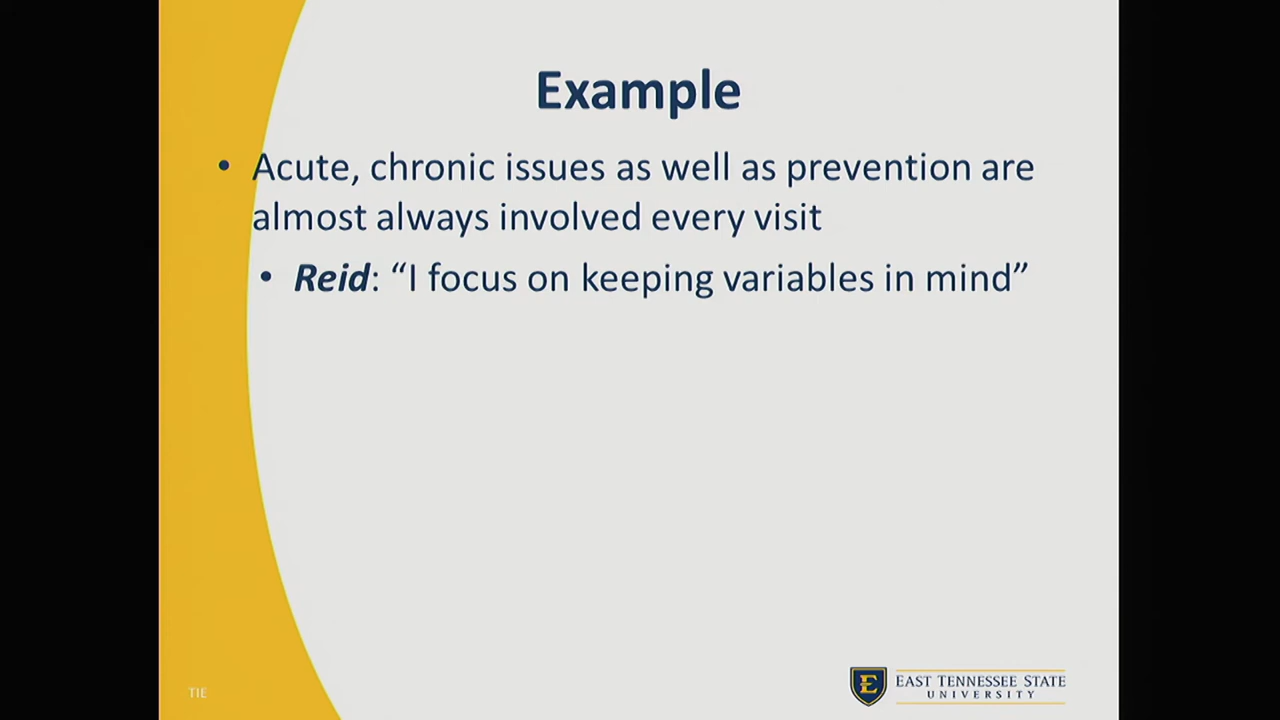 Example
• Acute, chronic issues as well as prevention are
almost always involved every visit
• Reid: “I focus on keeping variables in mind”
TIE
E
EAST TENNESSEE STATE
UNIVERSITY